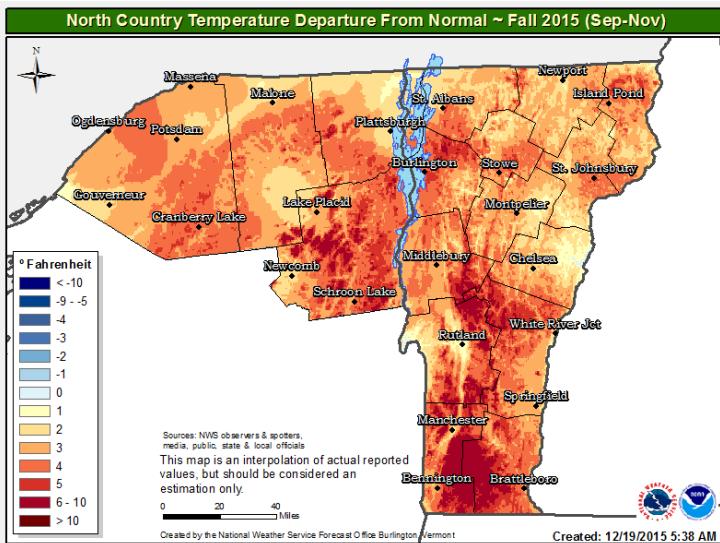 North Country Temperature Departure From Normal ~ Fall 2015 (Sep-Nov)
N
Massena
Malone
Newport
Island Pond
St. Albans
Ogdensburg
Potsdam
Plattsburgh
Burlington
Stowe
St. Johnsbury
Gouverneur
Lake Placid
Montpelier
Cranberry Lake
Middlebury
Chelsea
Newcomb
Schroon Lake
Rutland
White River Jct
Springfield
Manchester
Bennington
Brattleboro
º Fahrenheit
< -10
-9 - -5
-4
-3
-2
-1
0
1
2
3
4
5
6 - 10
> 10
Sources: NWS observers & spotters,
media, public, state & local officials
This map is an interpolation of actual reported
values, but should be considered an
estimation only.
0 20 40
Miles
Created by the National Weather Service Forecast Office Burlington, Vermont
Created: 12/19/2015 5:38 AM